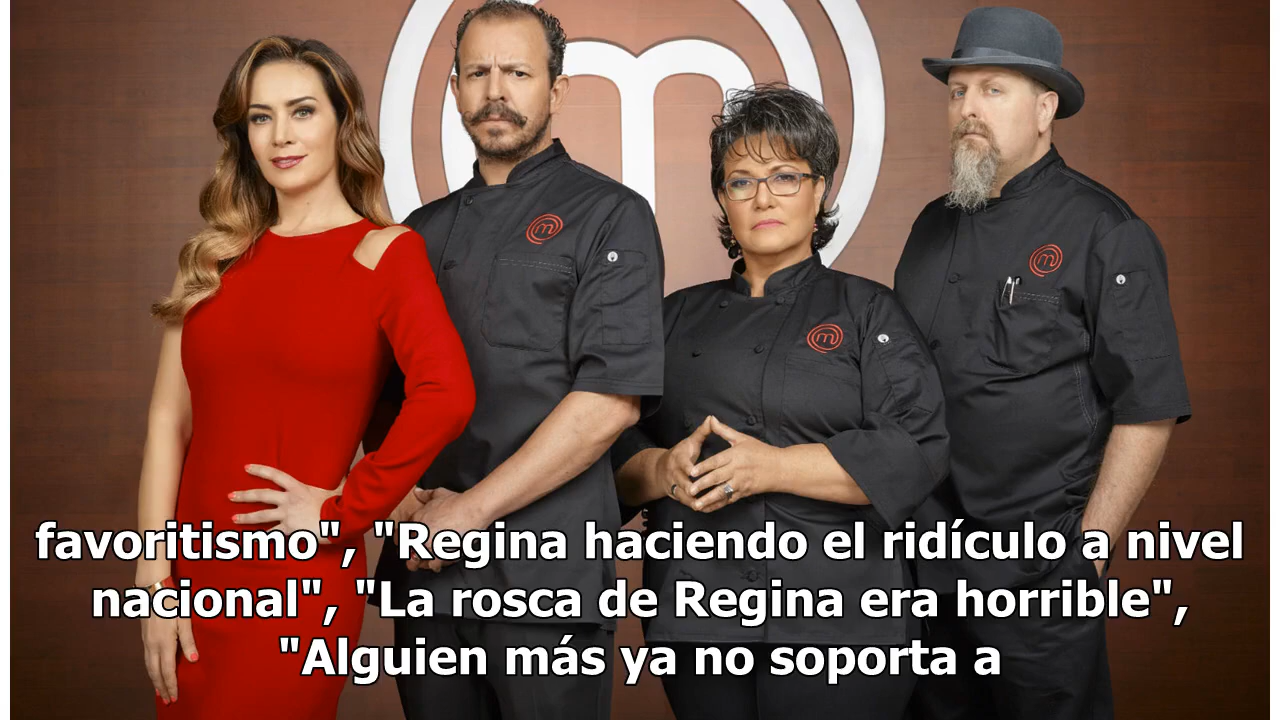 m
m
m
m
favoritismo", "Regina haciendo el ridículo a nivel
nacional", "La rosca de Regina era horrible",
"Alguien más ya no soporta a